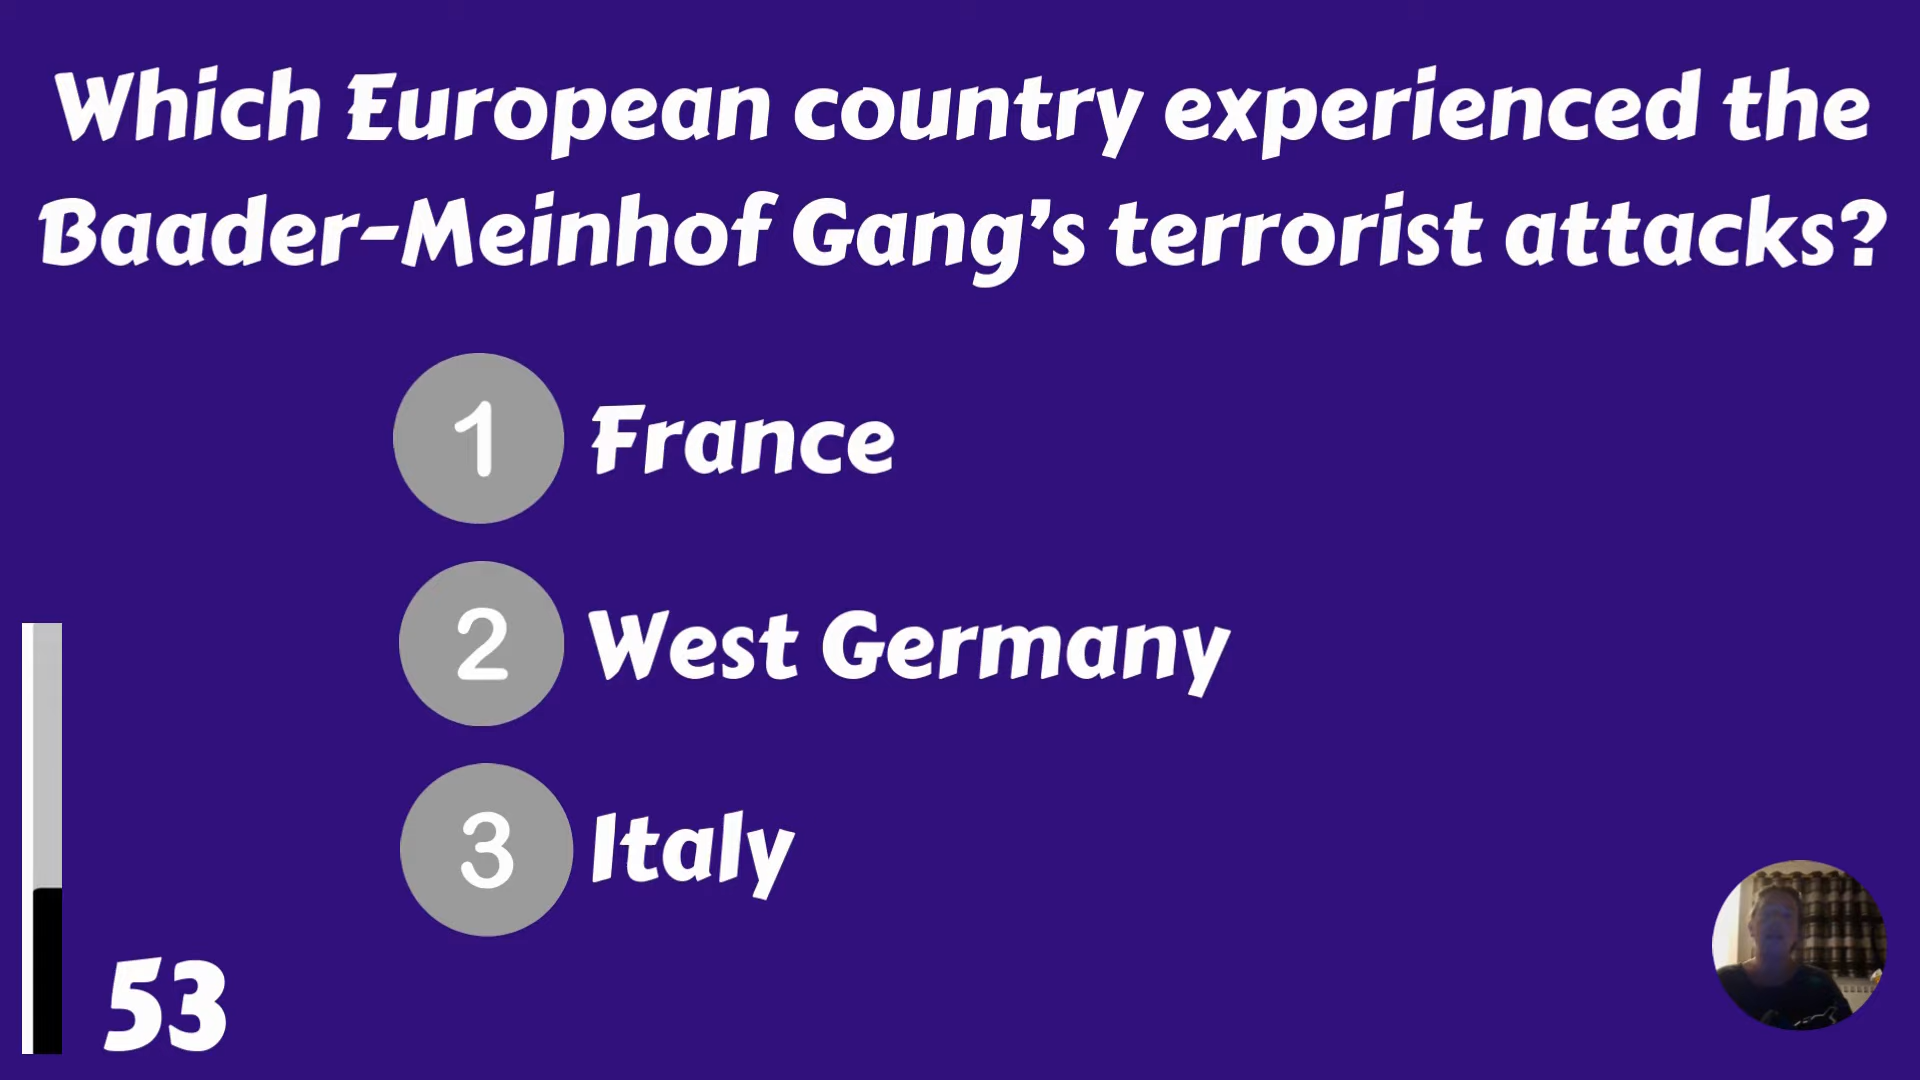 Which European country experienced the
Baader-Meinhof Gang's terrorist attacks?
1 France
2 West Germany
3 Italy
53